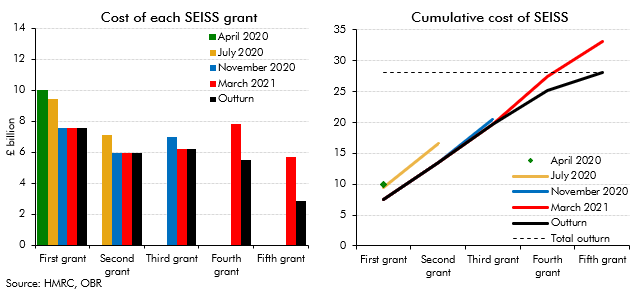 Cost of each SEISS grant
14
12
10
8
6
4
2
0
£ billion
April 2020
July 2020
November 2020
March 2021
Outturn
First grant
Second
grant
Third grant
Fourth
grant
Fifth grant
Source: HMRC, OBR
Cumulative cost of SEISS
35
30
25
20
15
10
5
0
April 2020
July 2020
November 2020
March 2021
Outturn
Total outturn
First grant
Second
grant
Third grant
Fourth
grant
Fifth grant